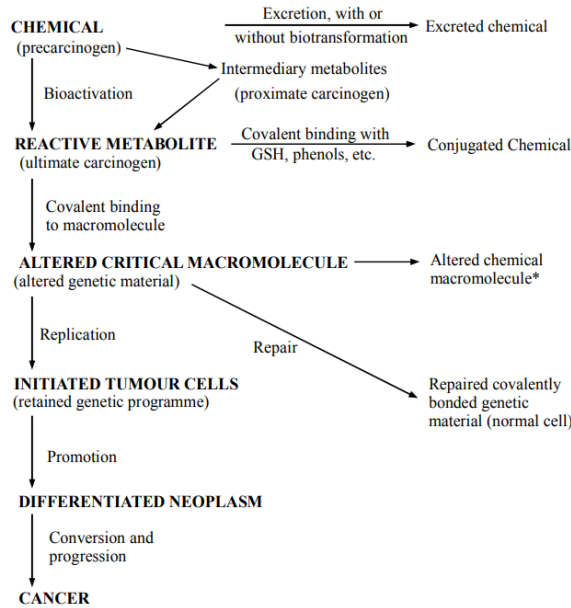 CHEMICAL
(precarcinogen)
Excretion, with or
without biotransformation
Excreted chemical
Intermediary metabolites
(proximate carcinogen)
Bioactivation
REACTIVE METABOLITE
(ultimate carcinogen)
Covalent binding with
GSH, phenols, etc.
Conjugated Chemical
Covalent binding
to macromolecule
ALTERED CRITICAL MACROMOLECULE
(altered genetic material)
Altered chemical
macromolecule*
Replication
Repair
INITIATED TUMOUR CELLS
(retained genetic programme)
Repaired covalently
bonded genetic
material (normal cell)
Promotion
DIFFERENTIATED NEOPLASM
Conversion and
progression
CANCER